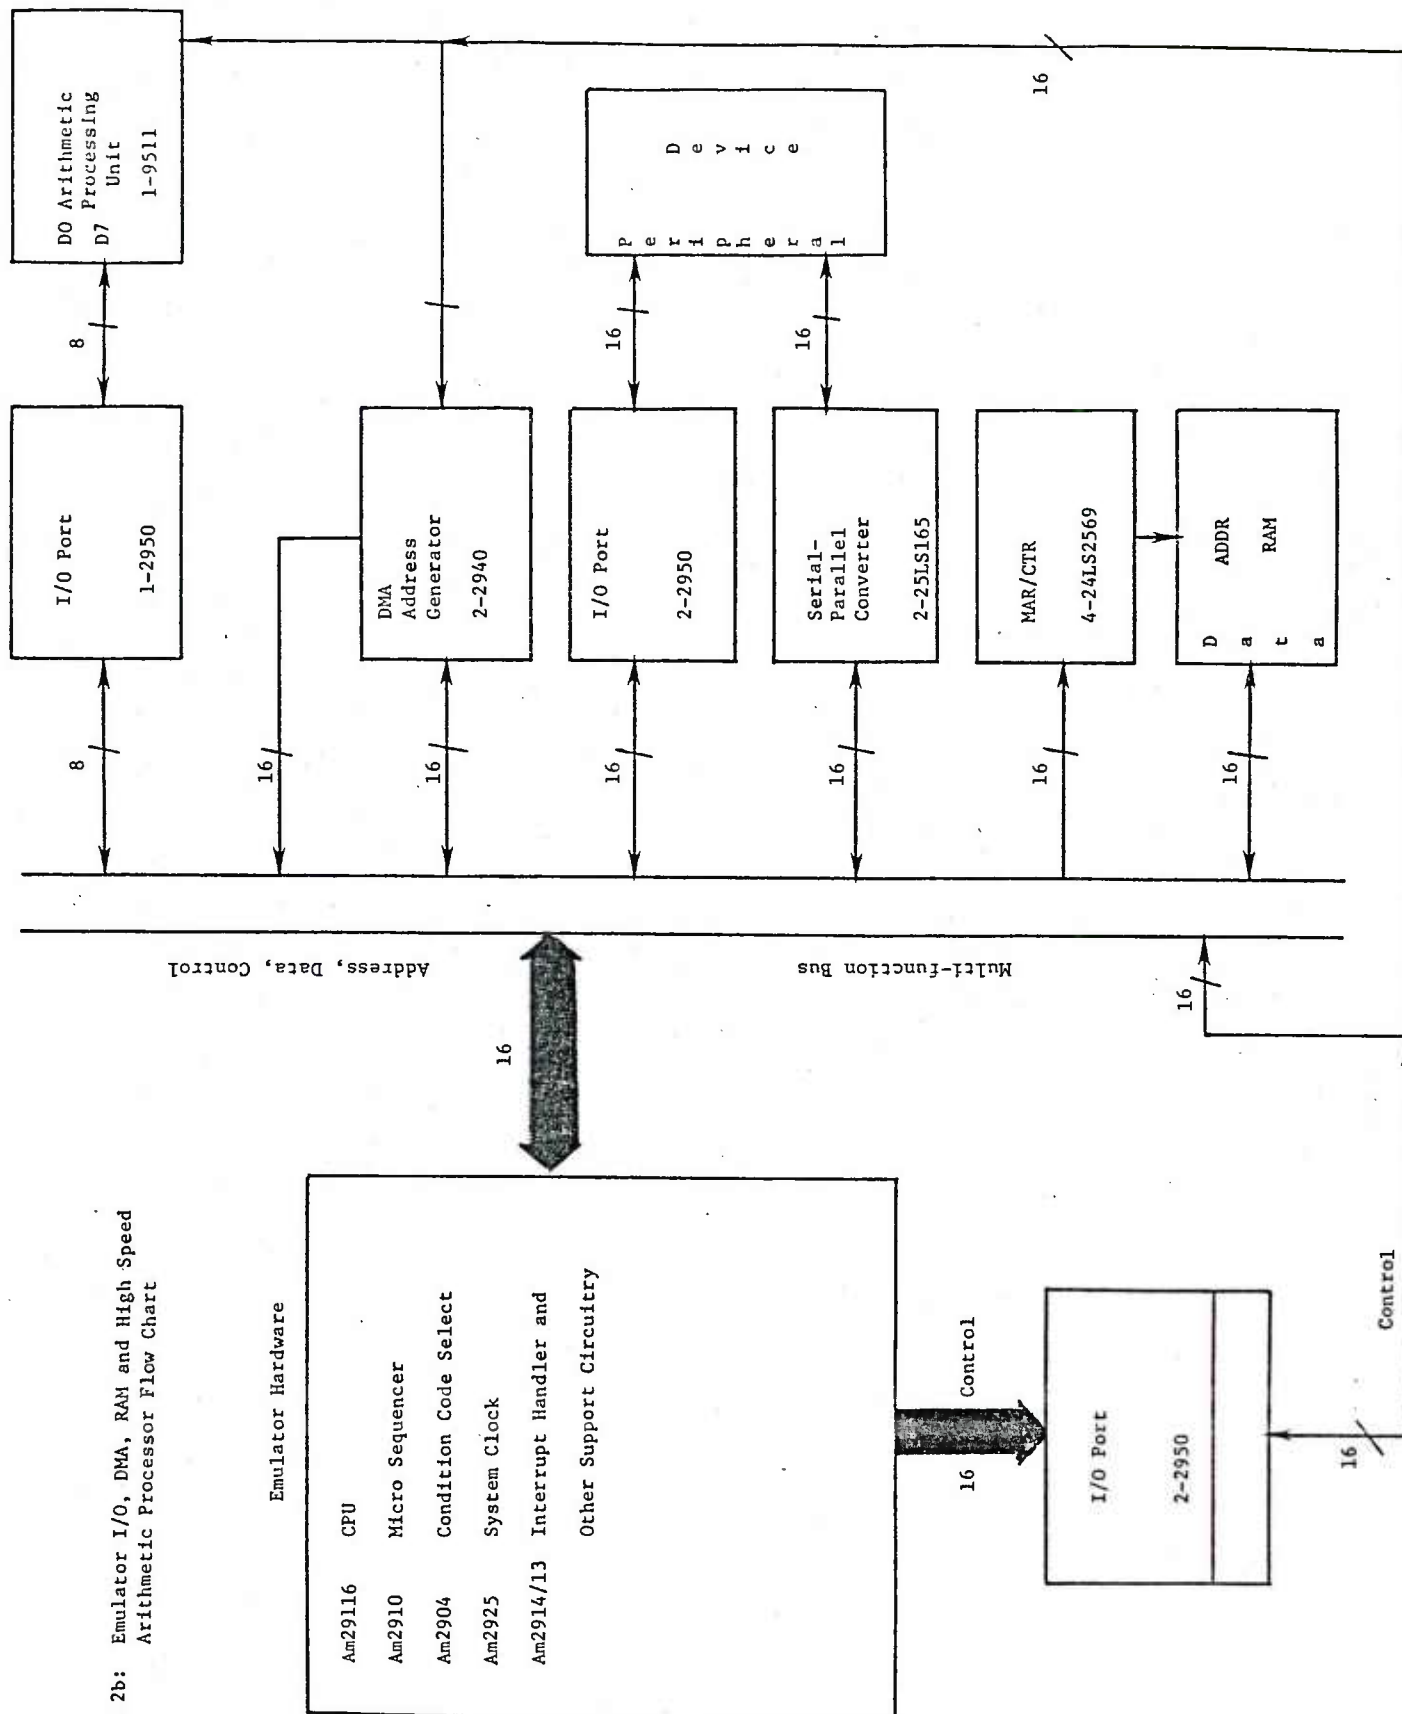 2b: Emulator I/O, DMA, RAM and High Speed
Arithmetic Processor Flow Chart
Emulator Hardware
Am29116 CPU
Am2910 Micro Sequencer
Am2904 Condition Code Select
Am2925 System Clock
Am2914/13 Interrupt Handler and
Other Support Circuitry
16
16 Control
I/O Port
2-2950
16
Control
16
Address, Data, Control
Multi-function Bus
8
I/O Port
1-2950
8
D0 Arithmetic
D7 Processing
Unit
1-9511
16
16
DMA
Address
Generator
2-2940
16
I/O Port
2-2950
16
Peripheral
Device
16
Serial-
Parallel
Converter
2-25LS165
16
16
MAR/CTR
4-24LS2569
16
Data
ADDR
RAM
16